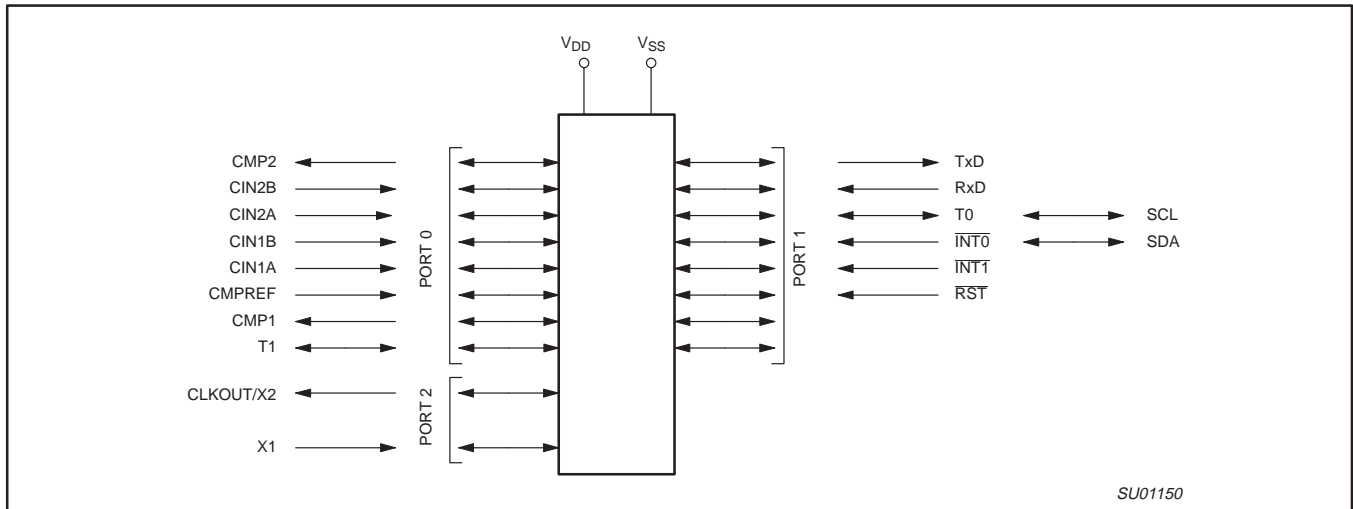 VDD VSS
CMP2
CIN2B
CIN2A
CIN1B
CIN1A
CMPREF
CMP1
T1
PORT 0
CLKOUT/X2
X1
PORT 2
PORT 1
TxD
RxD
T0 SCL
INT0 SDA
INT1
RST
SU01150